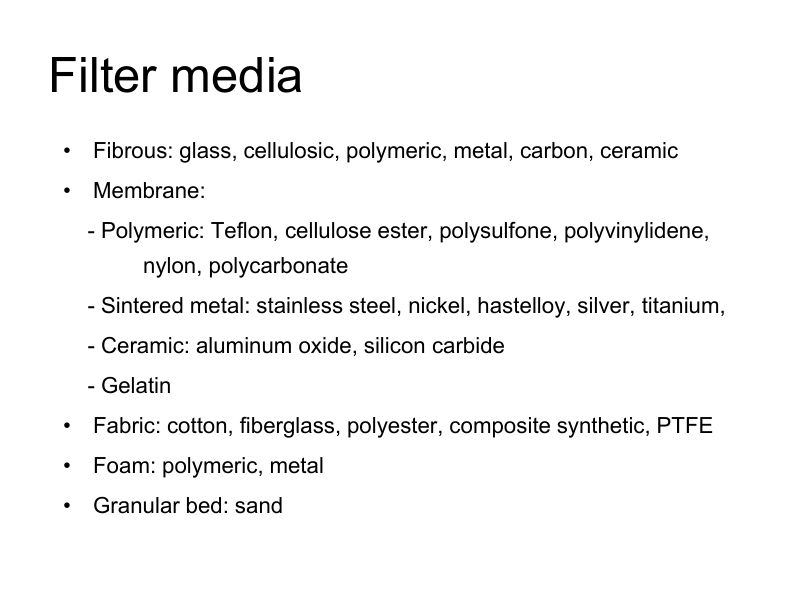 Filter media
• Fibrous: glass, cellulosic, polymeric, metal, carbon, ceramic
• Membrane:
- Polymeric: Teflon, cellulose ester, polysulfone, polyvinylidene,
nylon, polycarbonate
- Sintered metal: stainless steel, nickel, hastelloy, silver, titanium,
- Ceramic: aluminum oxide, silicon carbide
- Gelatin
• Fabric: cotton, fiberglass, polyester, composite synthetic, PTFE
• Foam: polymeric, metal
• Granular bed: sand